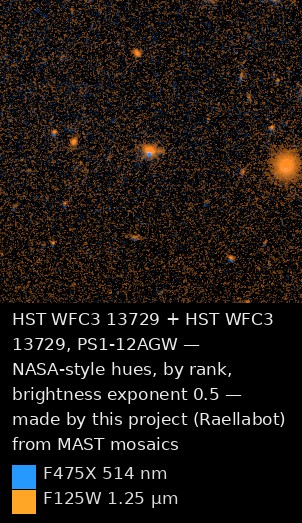 HST WFC3 13729 + HST WFC3
13729, PS1-12AGW —
NASA-style hues, by rank,
brightness exponent 0.5 —
made by this project (Raellabot)
from MAST mosaics
F475X 514 nm
F125W 1.25 µm